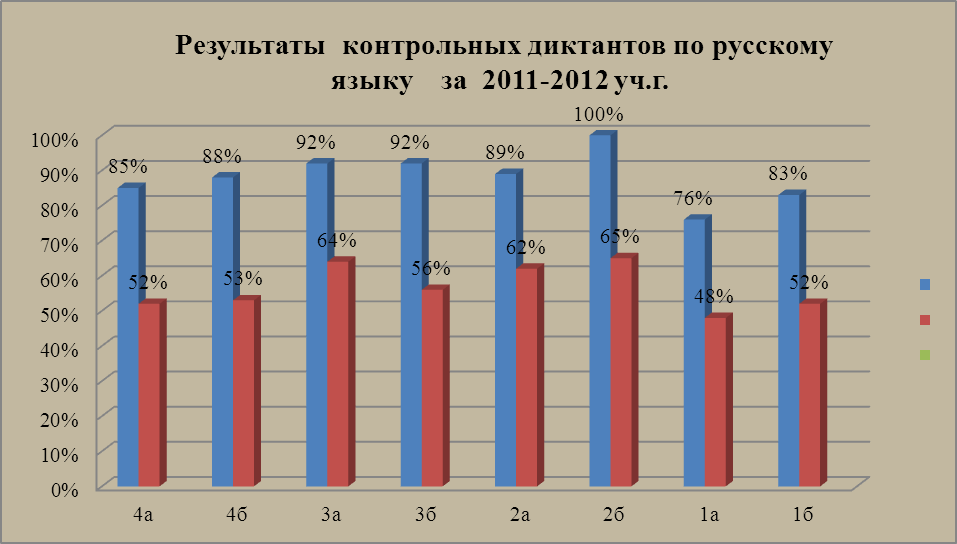 Результаты контрольных диктантов по русскому
языку за 2011-2012 уч.г.
100%
90%
80%
70%
60%
50%
40%
30%
20%
10%
0%
85%
88%
92%
92%
89%
100%
76%
83%
52%
53%
64%
56%
62%
65%
48%
52%
4а
4б
3а
3б
2а
2б
1а
1б